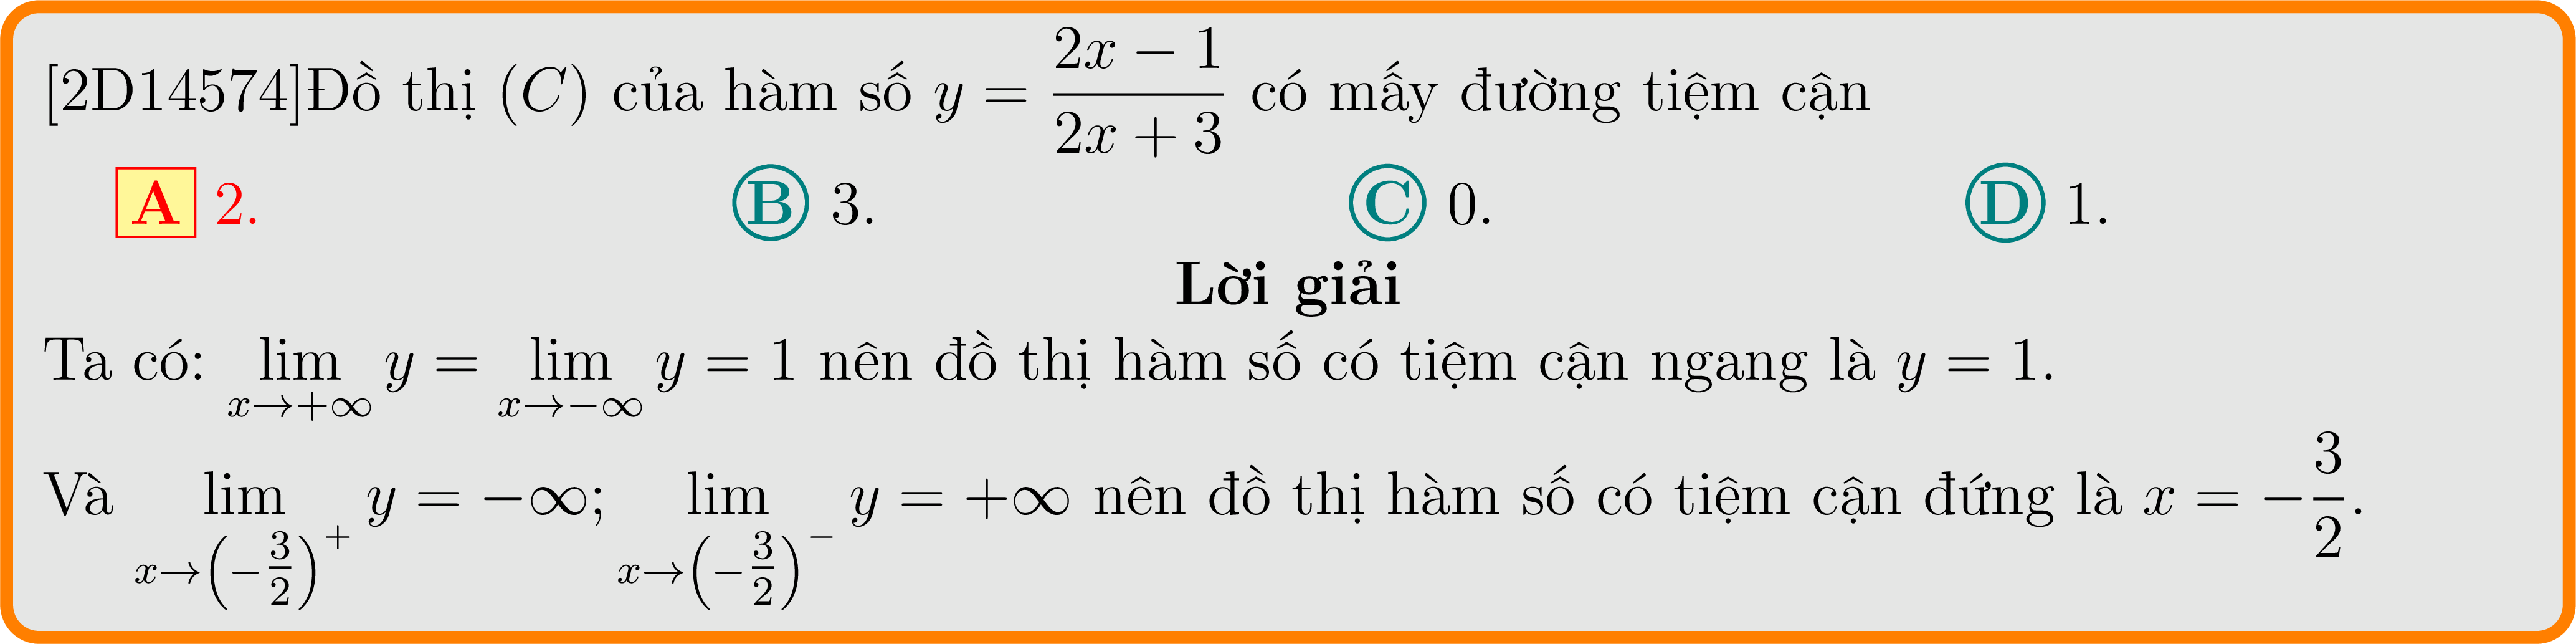 [2D14574]Đồ thị (C) của hàm số $y = \dfrac{2x-1}{2x+3}$ có mấy đường tiệm cận
A 2. B 3. C 0. D 1.
Lời giải
Ta có: $\lim\limits_{x \to +\infty} y = \lim\limits_{x \to -\infty} y = 1$ nên đồ thị hàm số có tiệm cận ngang là $y = 1$.
Và $\lim\limits_{x \to \left(-\frac{3}{2}\right)^+} y = -\infty$; $\lim\limits_{x \to \left(-\frac{3}{2}\right)^-} y = +\infty$ nên đồ thị hàm số có tiệm cận đứng là $x = -\dfrac{3}{2}$.